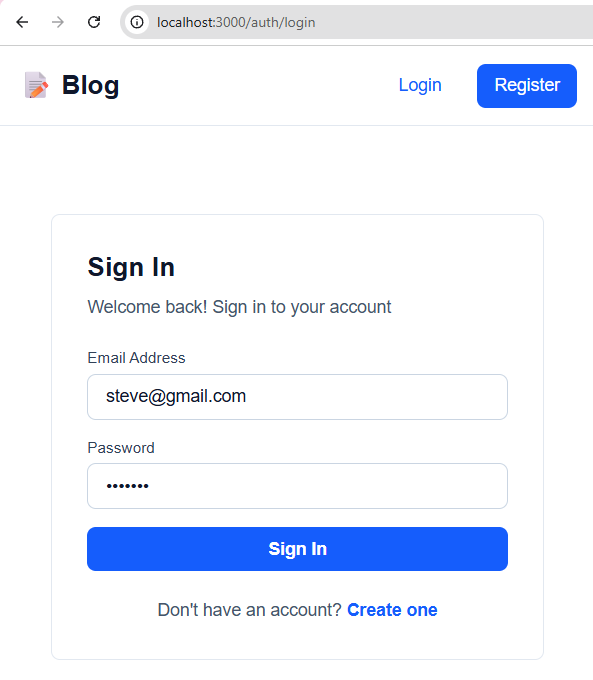 localhost:3000/auth/login
Blog
Login
Register
Sign In
Welcome back! Sign in to your account
Email Address
steve@gmail.com
Password
•••••••
Sign In
Don't have an account? Create one